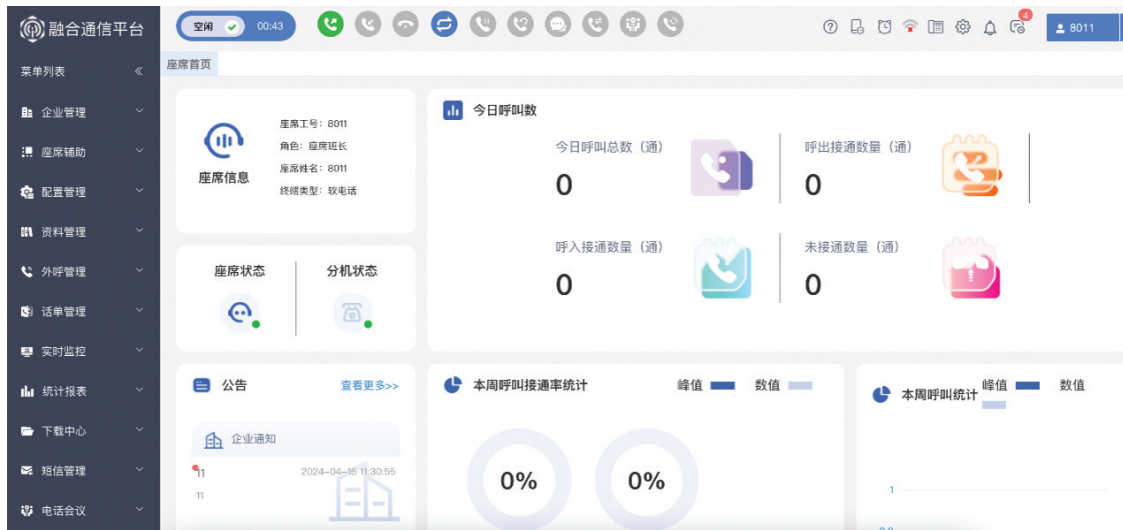 融合通信平台
空闲
00:43
4
8011
菜单列表
座席首页
企业管理
座席辅助
配置管理
资料管理
外呼管理
话单管理
实时监控
统计报表
下载中心
短信管理
电话会议
座席信息
座席工号：8011
角色：座席班长
座席姓名：8011
终端类型：软电话
今日呼叫数
今日呼叫总数（通）
0
呼出接通数量（通）
0
呼入接通数量（通）
0
未接通数量（通）
0
座席状态
分机状态
公告
查看更多>>
企业通知
11
2024-04-15 11:30:55
11
本周呼叫接通率统计
峰值
数值
0%
0%
本周呼叫统计
峰值
数值
1